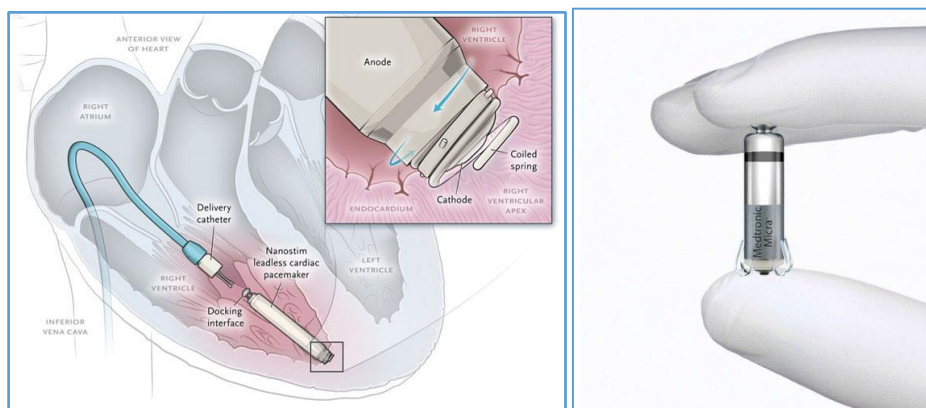 ANTERIOR VIEW
OF HEART
RIGHT
ATRIUM
Delivery
catheter
Nanostim
leadless cardiac
pacemaker
RIGHT
VENTRICLE
LEFT
VENTRICLE
Docking
interface
INFERIOR
VENA CAVA
Anode
RIGHT
VENTRICLE
Coiled
spring
Cathode
ENDOCARDIUM
RIGHT
VENTRICULAR
APEX
Medtronic
Micra